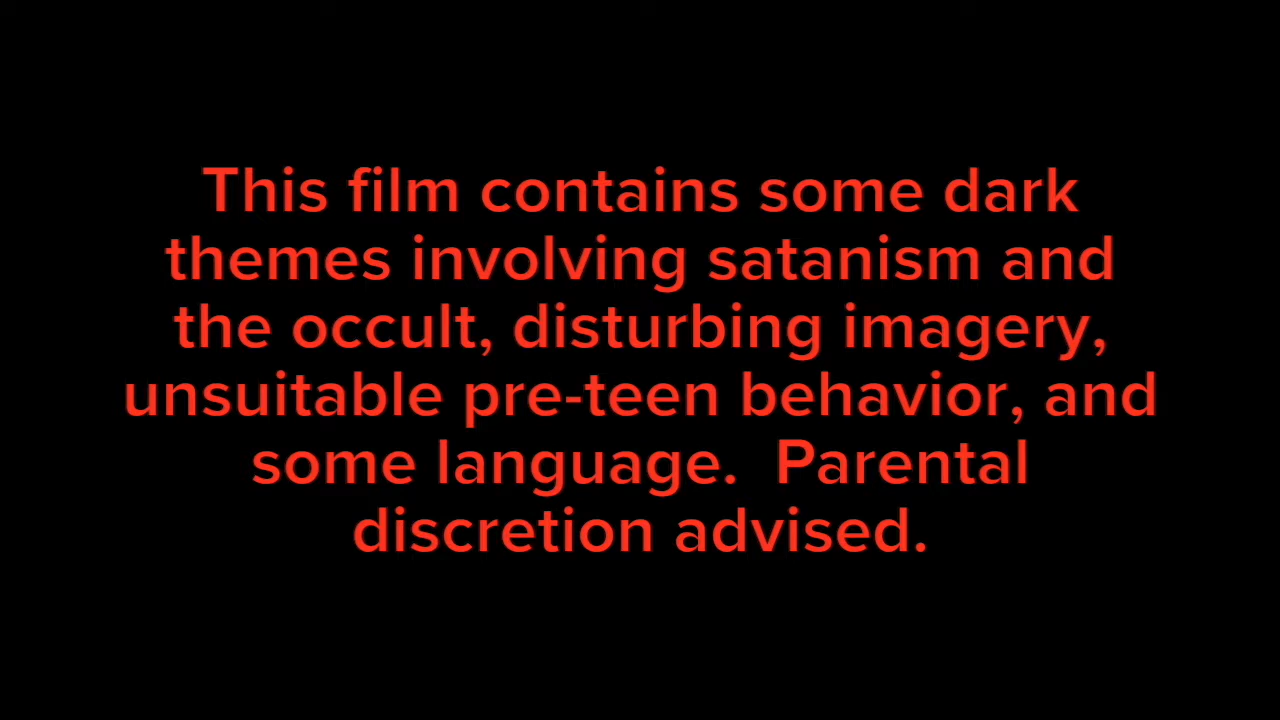 This film contains some dark
themes involving satanism and
the occult, disturbing imagery,
unsuitable pre-teen behavior, and
some language.  Parental
discretion advised.